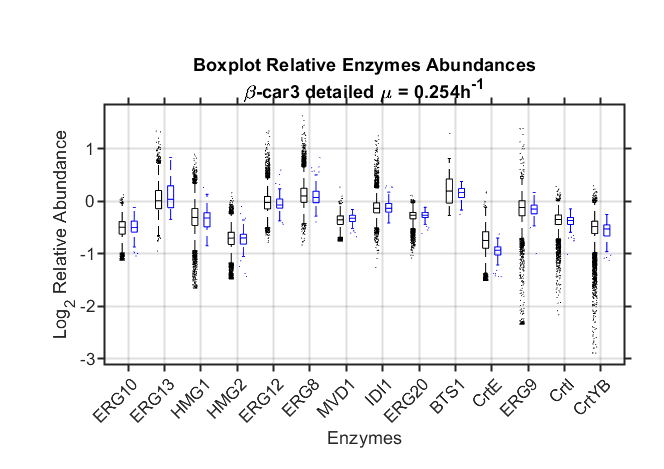 Boxplot Relative Enzymes Abundances
β-car3 detailed μ = 0.254h⁻¹
Log₂ Relative Abundance
1
0
-1
-2
-3
ERG10 ERG13 HMG1 HMG2 ERG12 ERG8 MVD1 IDI1 ERG20 BTS1 CrtE ERG9 CrtI CrtYB
Enzymes